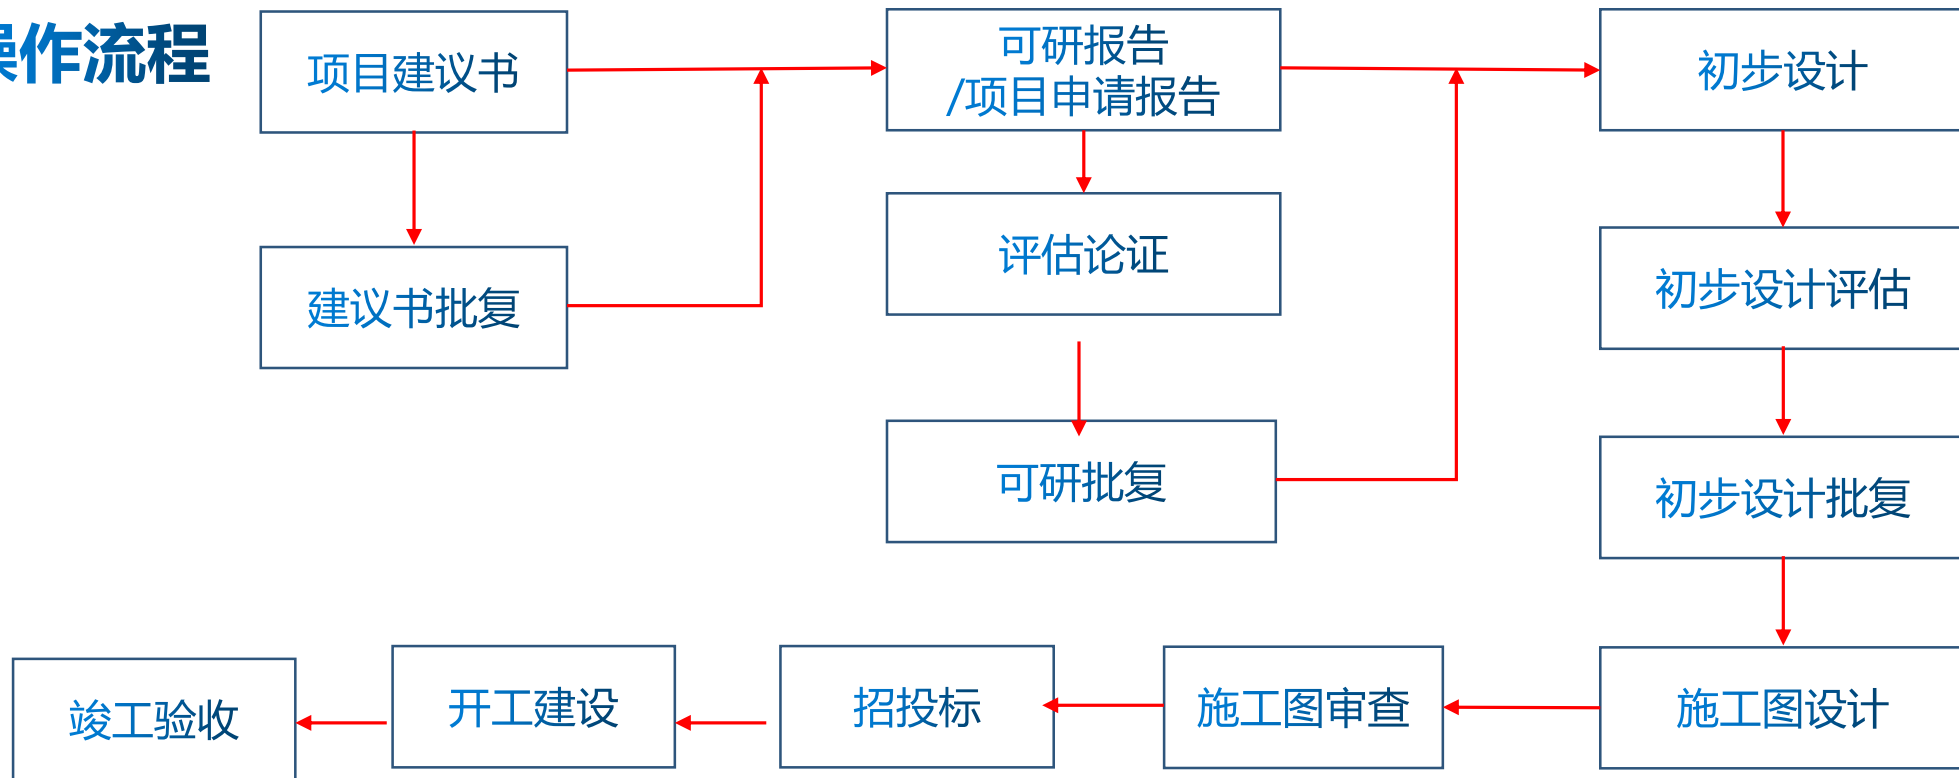 操作流程
项目建议书
可研报告
/项目申请报告
初步设计
评估论证
初步设计评估
建议书批复
可研批复
初步设计批复
竣工验收
开工建设
招投标
施工图审查
施工图设计